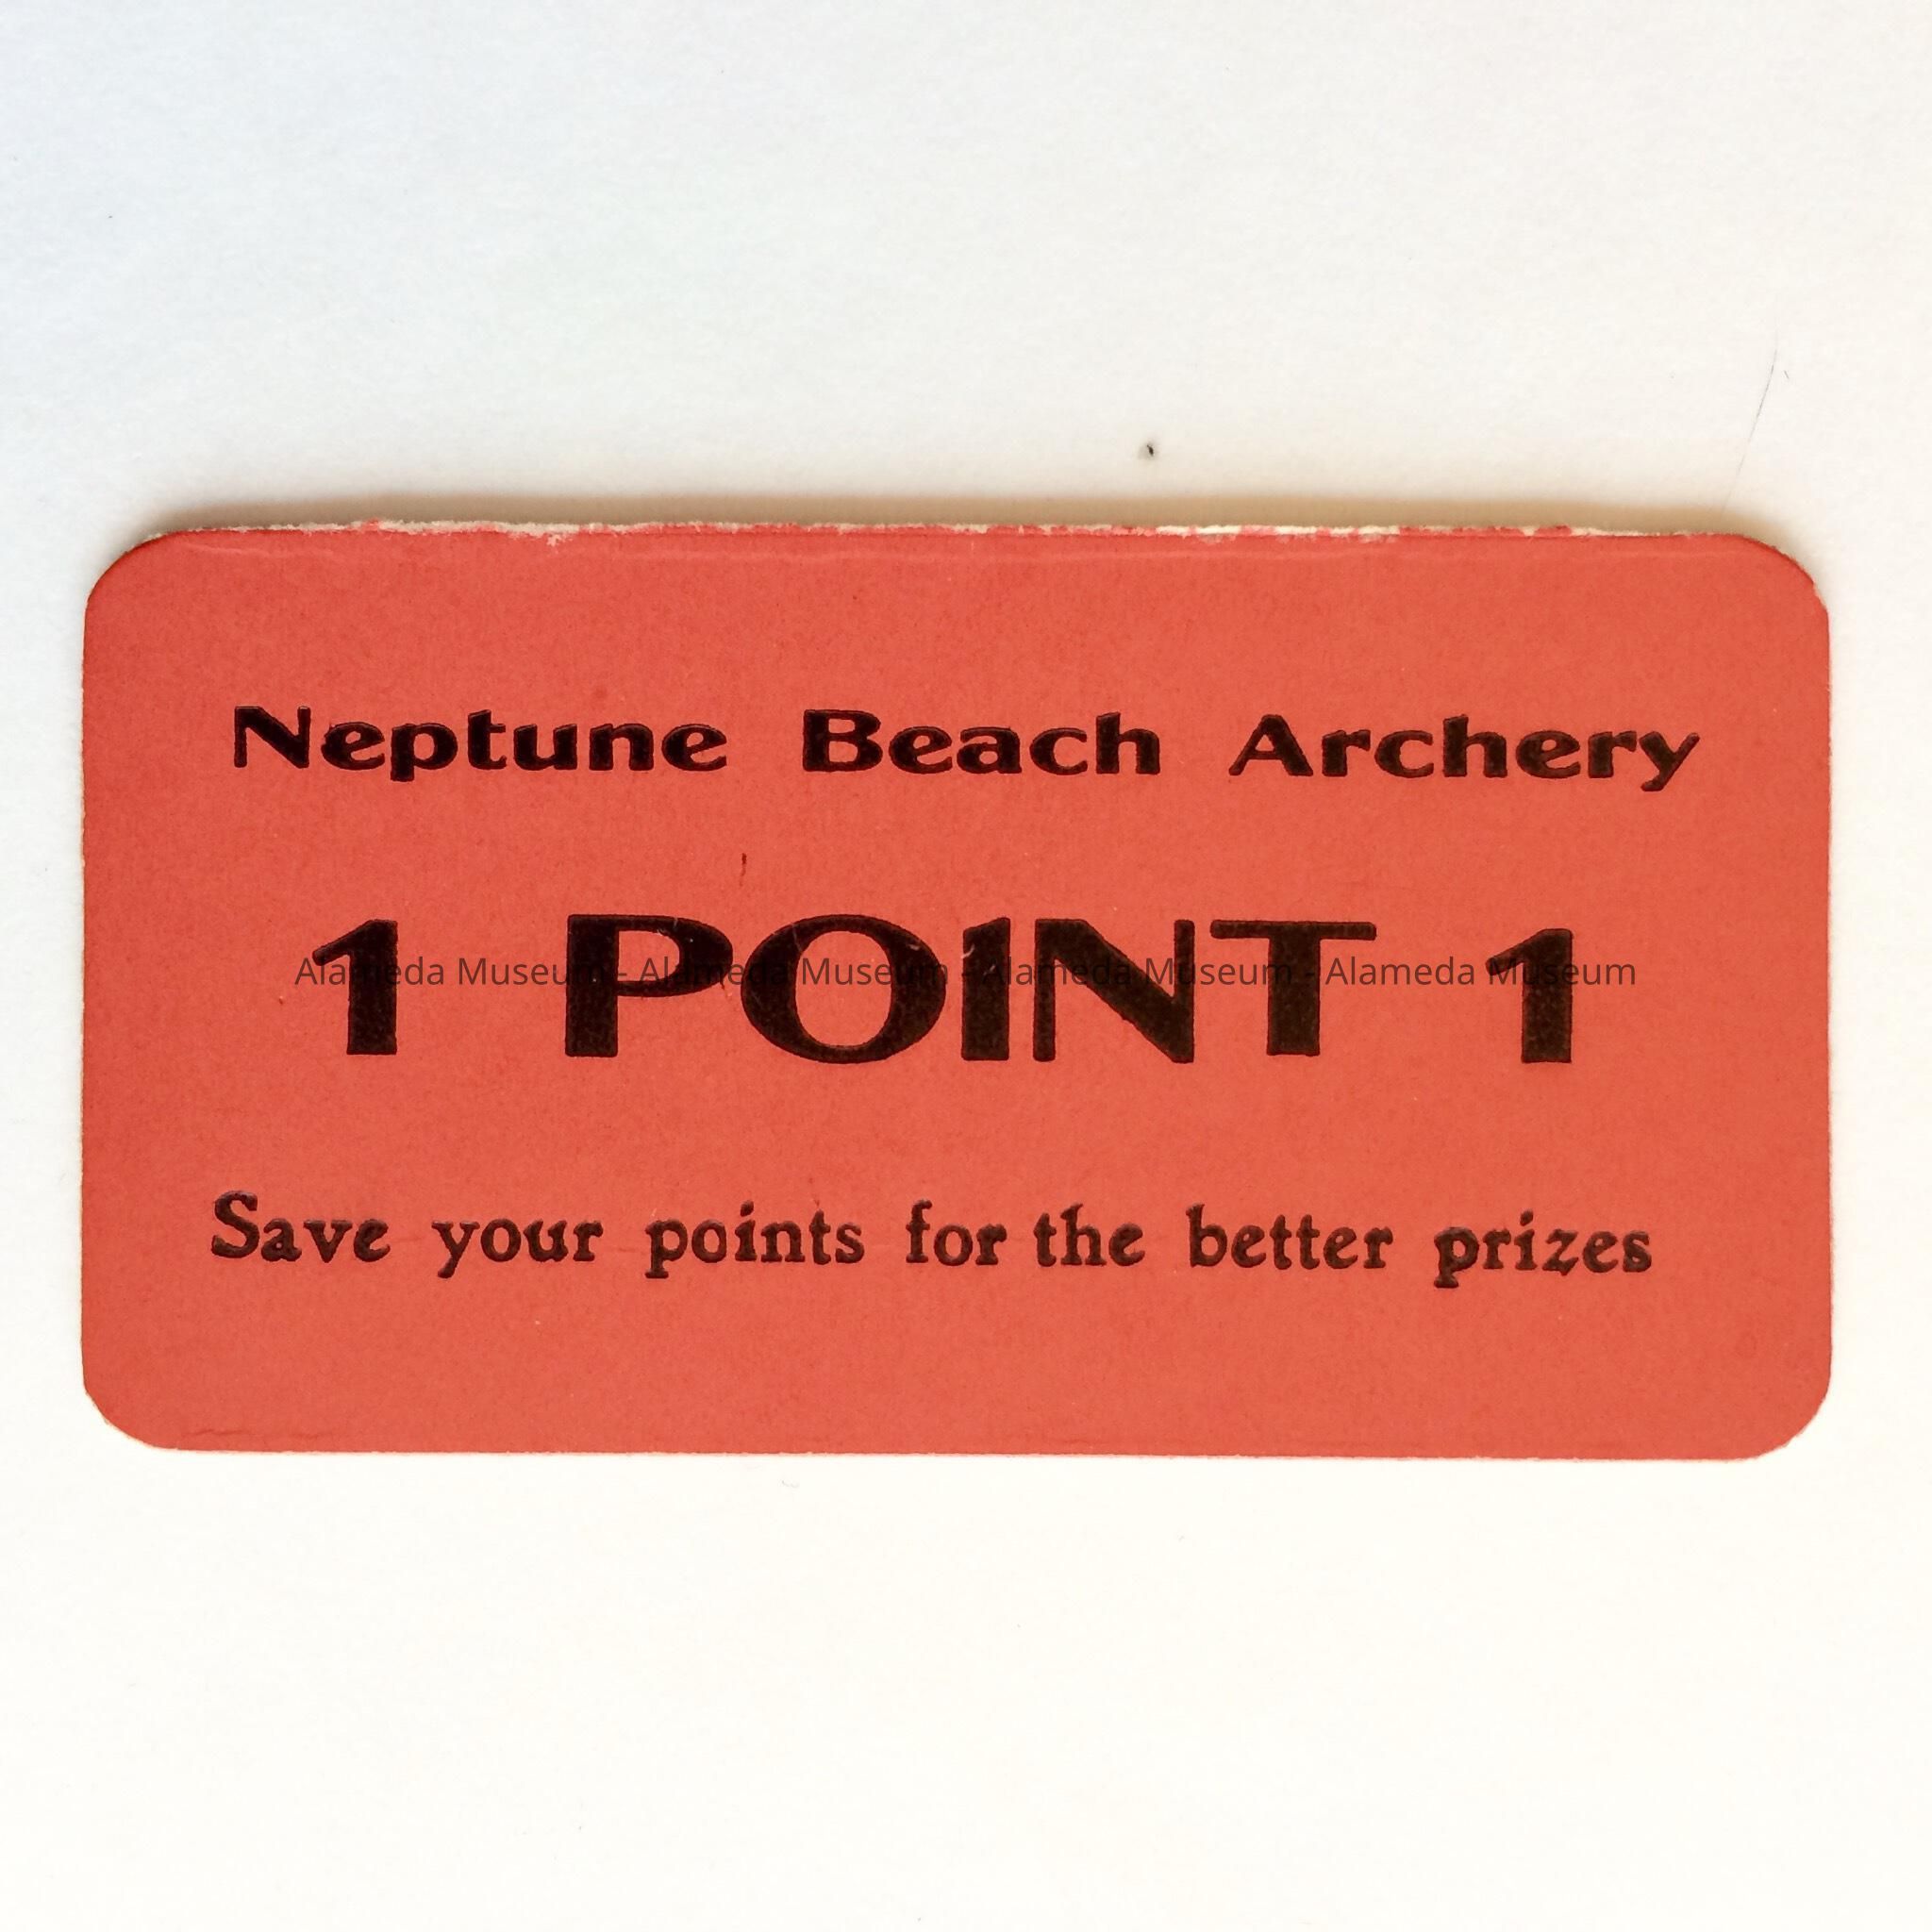 Neptune Beach Archery
1 POINT 1
Alameda Museum - Alameda Museum - Alameda Museum - Alameda Museum
Save your points for the better prizes